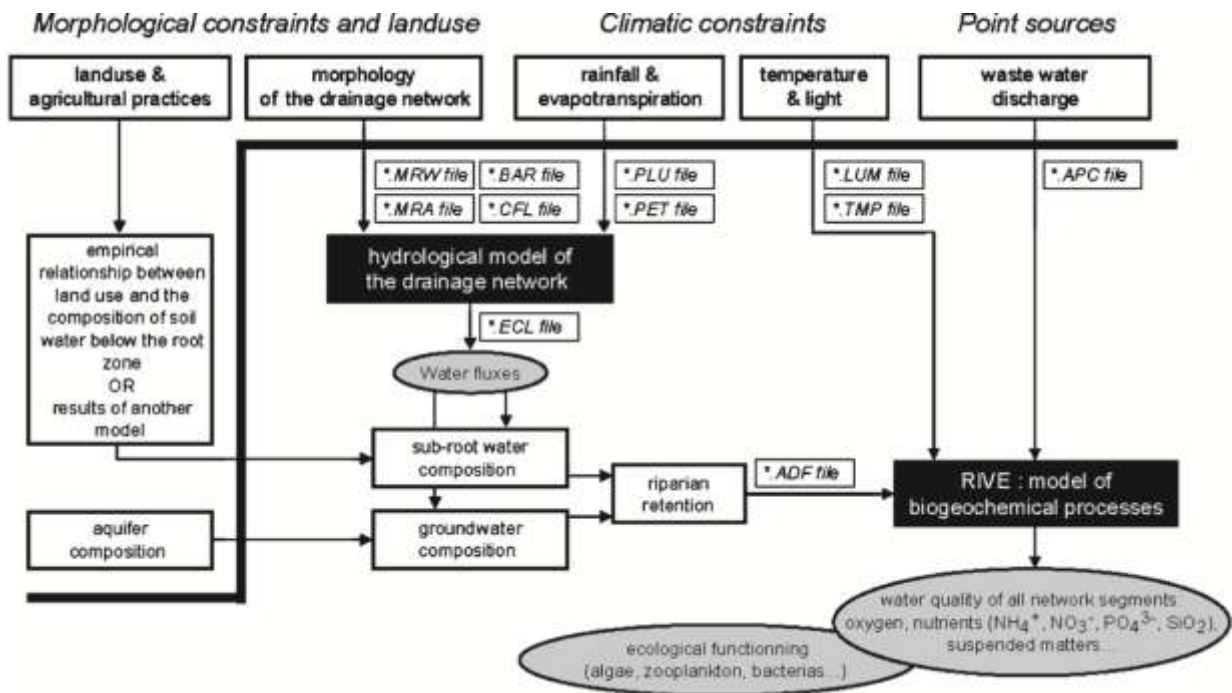 Morphological constraints and landuse
Climatic constraints
Point sources
landuse &
agricultural practices
morphology
of the drainage network
rainfall &
evapotranspiration
temperature
& light
waste water
discharge
*.MRW file
*.BAR file
*.MRA file
*.CFL file
*.PLU file
*.PET file
*.LUM file
*.TMP file
*.APC file
empirical
relationship between
land use and the
composition of soil
water below the root
zone
OR
results of another
model
hydrological model of
the drainage network
*.ECL file
Water fluxes
sub-root water
composition
riparian
retention
*.ADF file
RIVE : model of
biogeochemical processes
aquifer
composition
groundwater
composition
water quality of all network segments
oxygen, nutrients (NH₄⁺, NO₃⁻, PO₄³⁻, SiO₂),
suspended matters...
ecological functionning
(algae, zooplankton, bacterias...)